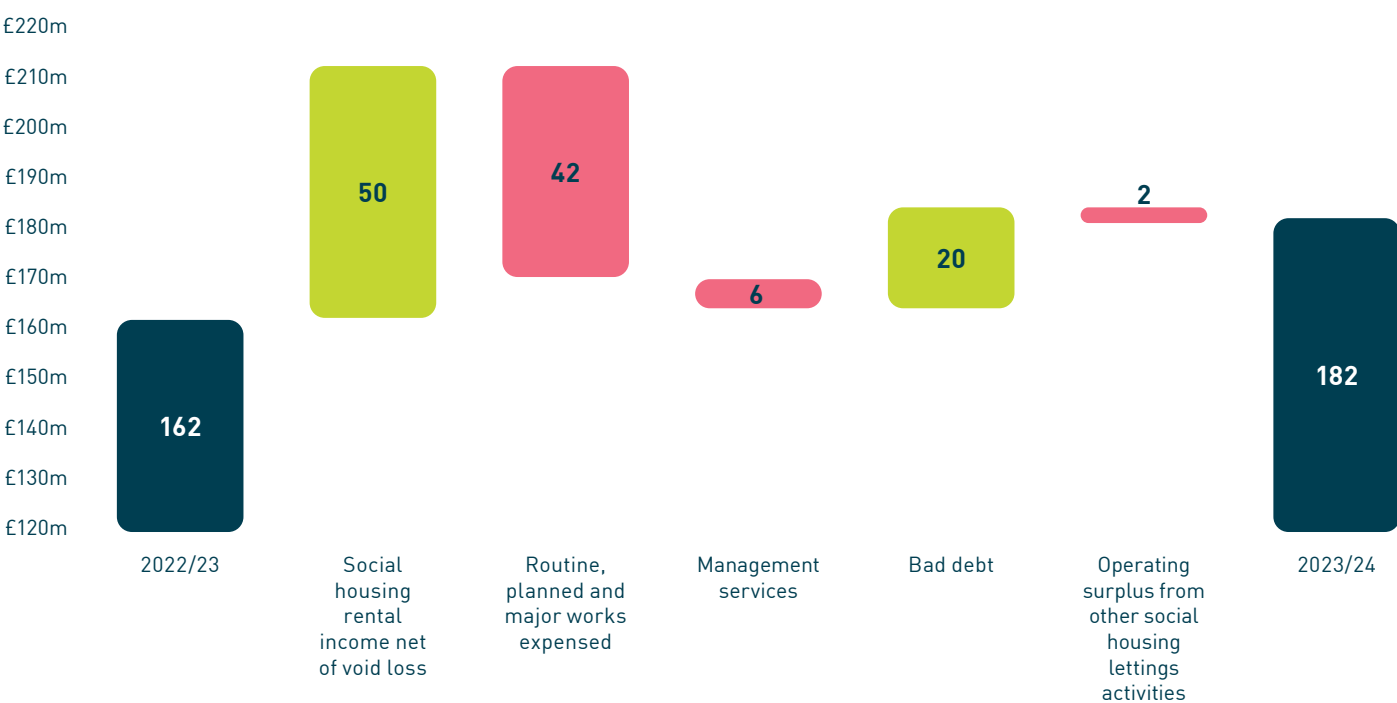 £220m
£210m
£200m
£190m
£180m
£170m
£160m
£150m
£140m
£130m
£120m
162
50
42
6
20
2
182
2022/23
Social
housing
rental
income net
of void loss
Routine,
planned and
major works
expensed
Management
services
Bad debt
Operating
surplus from
other social
housing
lettings
activities
2023/24